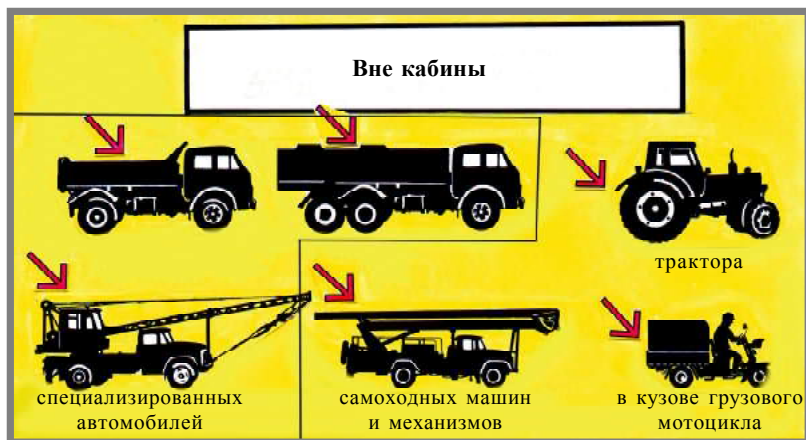 Вне кабины
трактора
специализированных
автомобилей
самоходных машин
и механизмов
в кузове грузового
мотоцикла